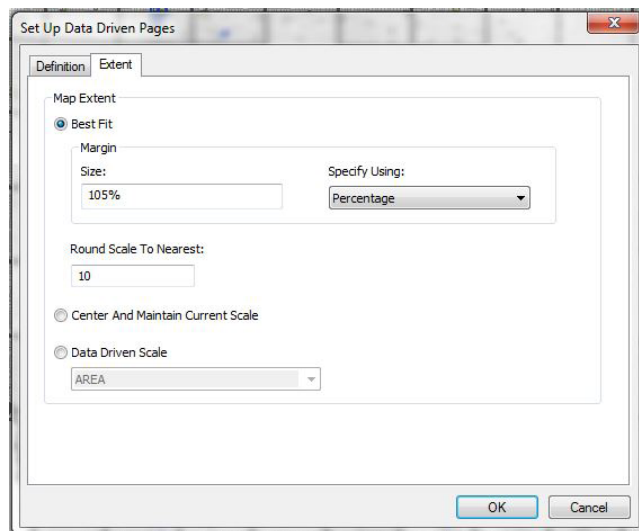 Set Up Data Driven Pages
Definition Extent
Map Extent
Best Fit
Margin
Size: Specify Using:
105% Percentage
Round Scale To Nearest:
10
Center And Maintain Current Scale
Data Driven Scale
AREA
OK Cancel